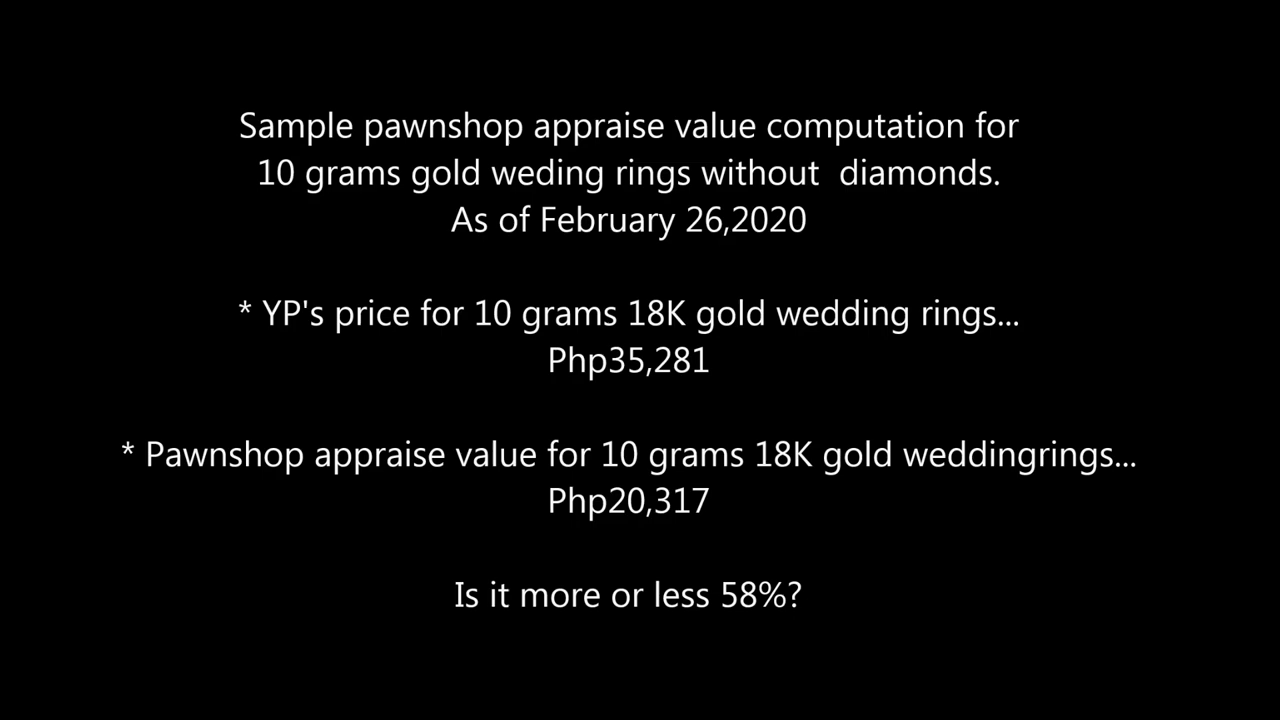 Sample pawnshop appraise value computation for
10 grams gold weding rings without  diamonds.
As of February 26,2020
* YP's price for 10 grams 18K gold wedding rings...
Php35,281
* Pawnshop appraise value for 10 grams 18K gold weddingrings...
Php20,317
Is it more or less 58%?